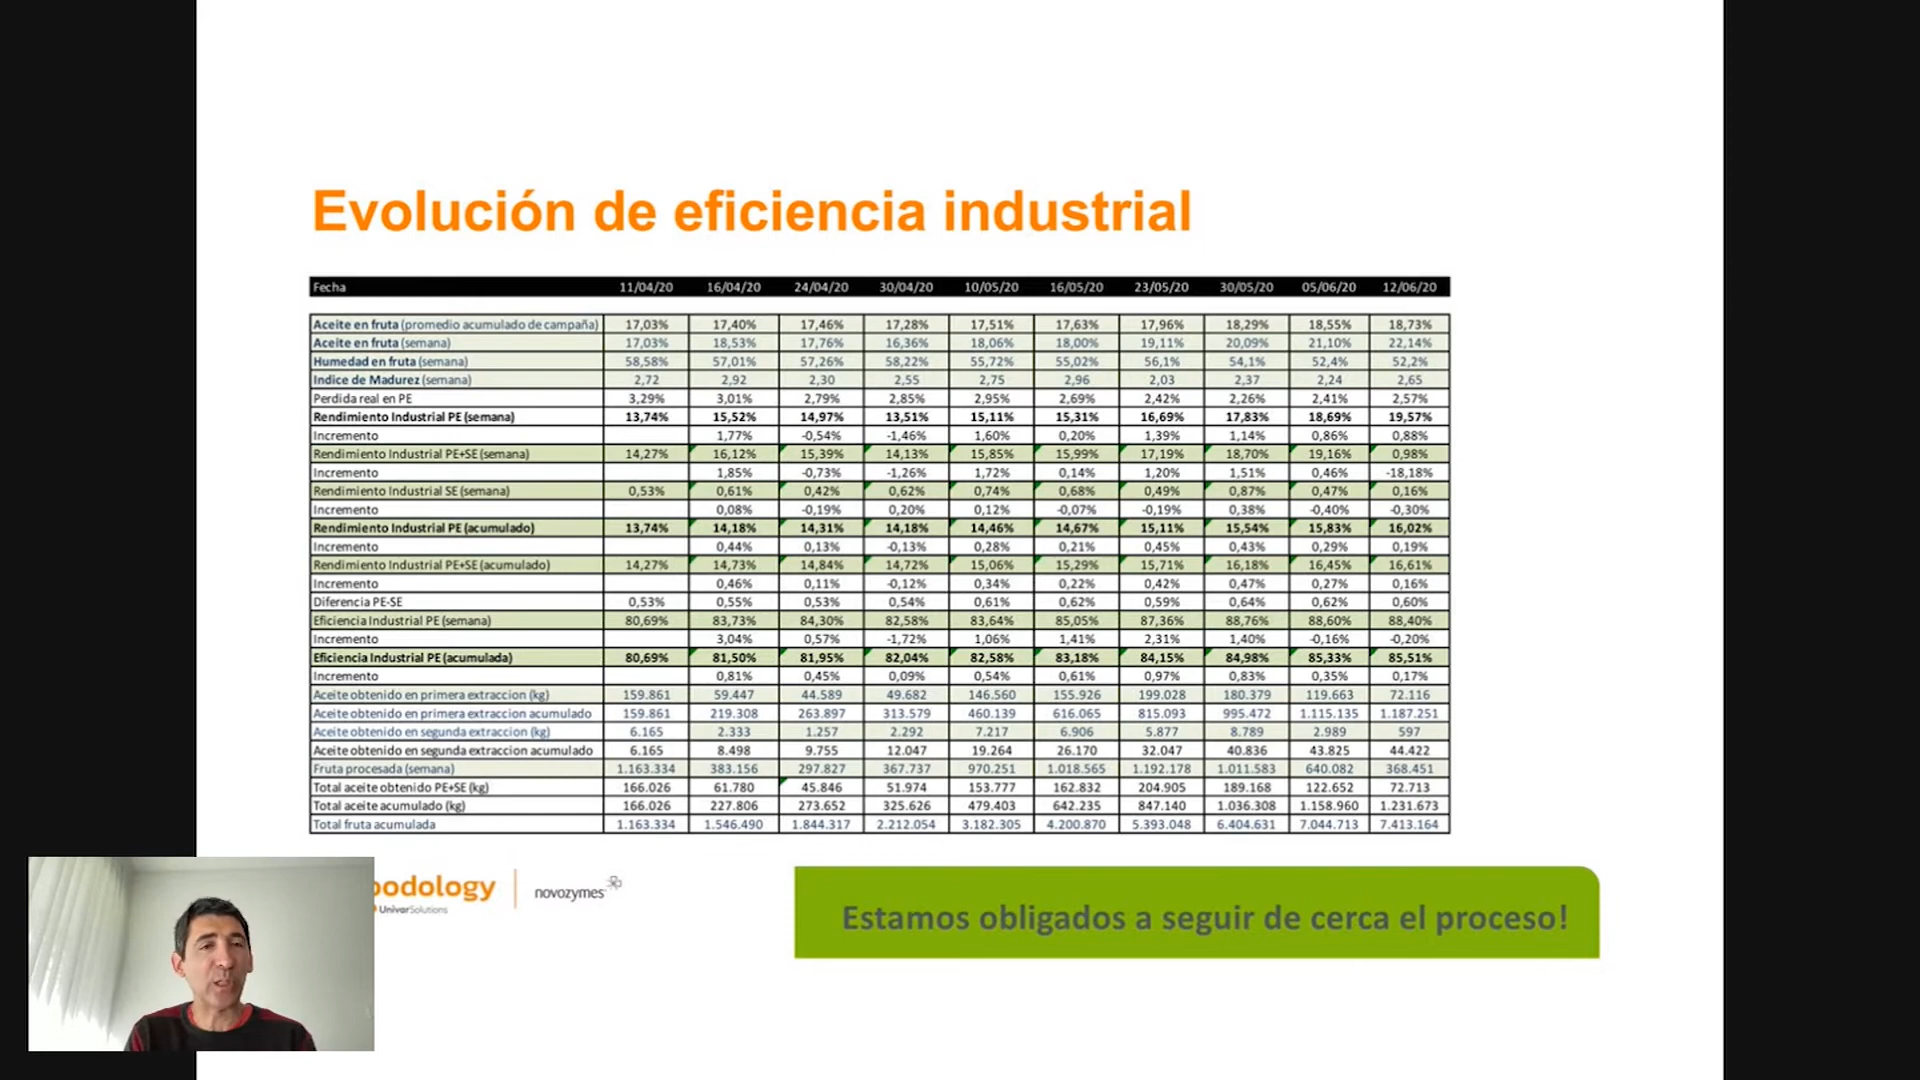 Evolución de eficiencia industrial
Fecha 11/04/20 16/04/20 24/04/20 30/04/20 10/05/20 16/05/20 23/05/20 30/05/20 05/06/20 12/06/20
Aceite en fruta (promedio acumulado de campaña) 17,03% 17,40% 17,46% 17,28% 17,51% 17,63% 17,96% 18,29% 18,55% 18,73%
Aceite en fruta (semana) 17,03% 18,53% 17,76% 16,36% 18,06% 18,00% 19,11% 20,09% 21,10% 22,14%
Humedad en fruta (semana) 58,58% 57,01% 57,26% 58,22% 55,72% 55,02% 56,1% 54,1% 52,4% 52,2%
Indice de Madurez (semana) 2,72 2,92 2,30 2,55 2,75 2,96 2,03 2,37 2,24 2,65
Perdida real en PE 3,29% 3,01% 2,79% 2,85% 2,95% 2,69% 2,42% 2,26% 2,41% 2,57%
Rendimiento Industrial PE (semana) 13,74% 15,52% 14,97% 13,51% 15,11% 15,31% 16,69% 17,83% 18,69% 19,57%
Incremento 1,77% -0,54% -1,46% 1,60% 0,20% 1,39% 1,14% 0,86% 0,88%
Rendimiento Industrial PE+SE (semana) 14,27% 16,12% 15,39% 14,13% 15,85% 15,99% 17,19% 18,70% 19,16% 0,98%
Incremento 1,85% -0,73% -1,26% 1,72% 0,14% 1,20% 1,51% 0,46% -18,18%
Rendimiento Industrial SE (semana) 0,53% 0,61% 0,42% 0,62% 0,74% 0,68% 0,49% 0,87% 0,47% 0,16%
Incremento 0,08% -0,19% 0,20% 0,12% -0,07% -0,19% 0,38% -0,40% -0,30%
Rendimiento Industrial PE (acumulado) 13,74% 14,18% 14,31% 14,18% 14,46% 14,67% 15,11% 15,54% 15,83% 16,02%
Incremento 0,44% 0,13% -0,13% 0,28% 0,21% 0,45% 0,43% 0,29% 0,19%
Rendimiento Industrial PE+SE (acumulado) 14,27% 14,73% 14,84% 14,72% 15,06% 15,29% 15,71% 16,18% 16,45% 16,61%
Incremento 0,46% 0,11% -0,12% 0,34% 0,22% 0,42% 0,47% 0,27% 0,16%
Diferencia PE-SE 0,53% 0,55% 0,53% 0,54% 0,61% 0,62% 0,59% 0,64% 0,62% 0,60%
Eficiencia Industrial PE (semana) 80,69% 83,73% 84,30% 82,58% 83,64% 85,05% 87,36% 88,76% 88,60% 88,40%
Incremento 3,04% 0,57% -1,72% 1,06% 1,41% 2,31% 1,40% -0,16% -0,20%
Eficiencia Industrial PE (acumulada) 80,69% 81,50% 81,95% 82,04% 82,58% 83,18% 84,15% 84,98% 85,33% 85,51%
Incremento 0,81% 0,45% 0,09% 0,54% 0,61% 0,97% 0,83% 0,35% 0,17%
Aceite obtenido en primera extraccion (kg) 159.861 59.447 44.589 49.682 146.560 155.926 199.028 180.379 119.663 72.116
Aceite obtenido en primera extraccion acumulado 159.861 219.308 263.897 313.579 460.139 616.065 815.093 995.472 1.115.135 1.187.251
Aceite obtenido en segunda extraccion (kg) 6.165 2.333 1.257 2.292 7.217 6.906 5.877 8.789 2.989 597
Aceite obtenido en segunda extraccion acumulado 6.165 8.498 9.755 12.047 19.264 26.170 32.047 40.836 43.825 44.422
Fruta procesada (semana) 1.163.334 383.156 297.827 367.737 970.251 1.018.565 1.192.178 1.011.583 640.082 368.451
Total aceite obtenido PE+SE (kg) 166.026 61.780 45.846 51.974 153.777 162.832 204.905 189.168 122.652 72.713
Total aceite acumulado (kg) 166.026 227.806 273.652 325.626 479.403 642.235 847.140 1.036.308 1.158.960 1.231.673
Total fruta acumulada 1.163.334 1.546.490 1.844.317 2.212.054 3.182.305 4.200.870 5.393.048 6.404.631 7.044.713 7.413.164
odology
Univar Solutions
novozymes
Estamos obligados a seguir de cerca el proceso!